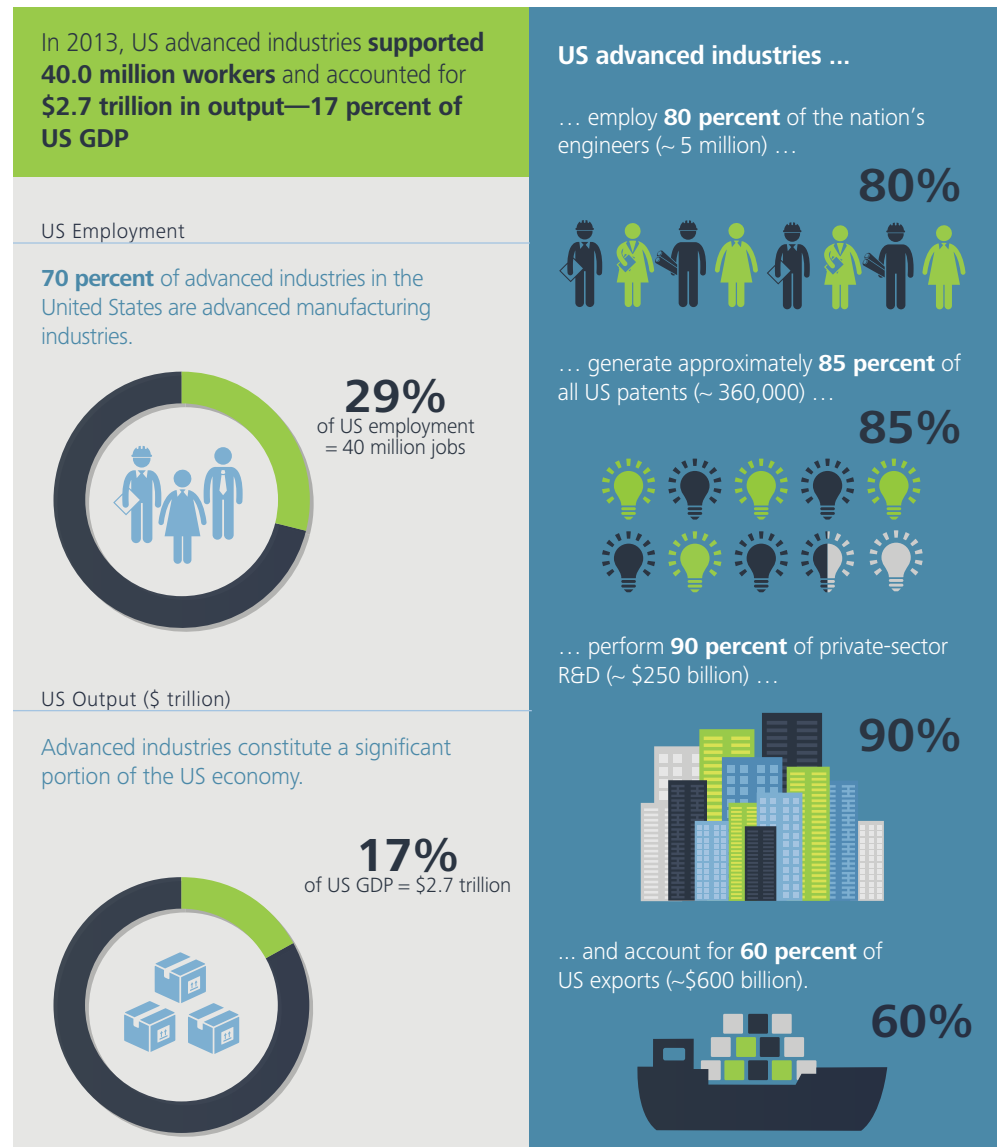 In 2013, US advanced industries supported
40.0 million workers and accounted for
$2.7 trillion in output—17 percent of
US GDP
US Employment
70 percent of advanced industries in the
United States are advanced manufacturing
industries.
29%
of US employment
= 40 million jobs
US Output ($ trillion)
Advanced industries constitute a significant
portion of the US economy.
17%
of US GDP = $2.7 trillion
US advanced industries ...
… employ 80 percent of the nation’s
engineers (~ 5 million) …
80%
… generate approximately 85 percent of
all US patents (~ 360,000) …
85%
… perform 90 percent of private-sector
R&D (~ $250 billion) …
90%
... and account for 60 percent of
US exports (~$600 billion).
60%